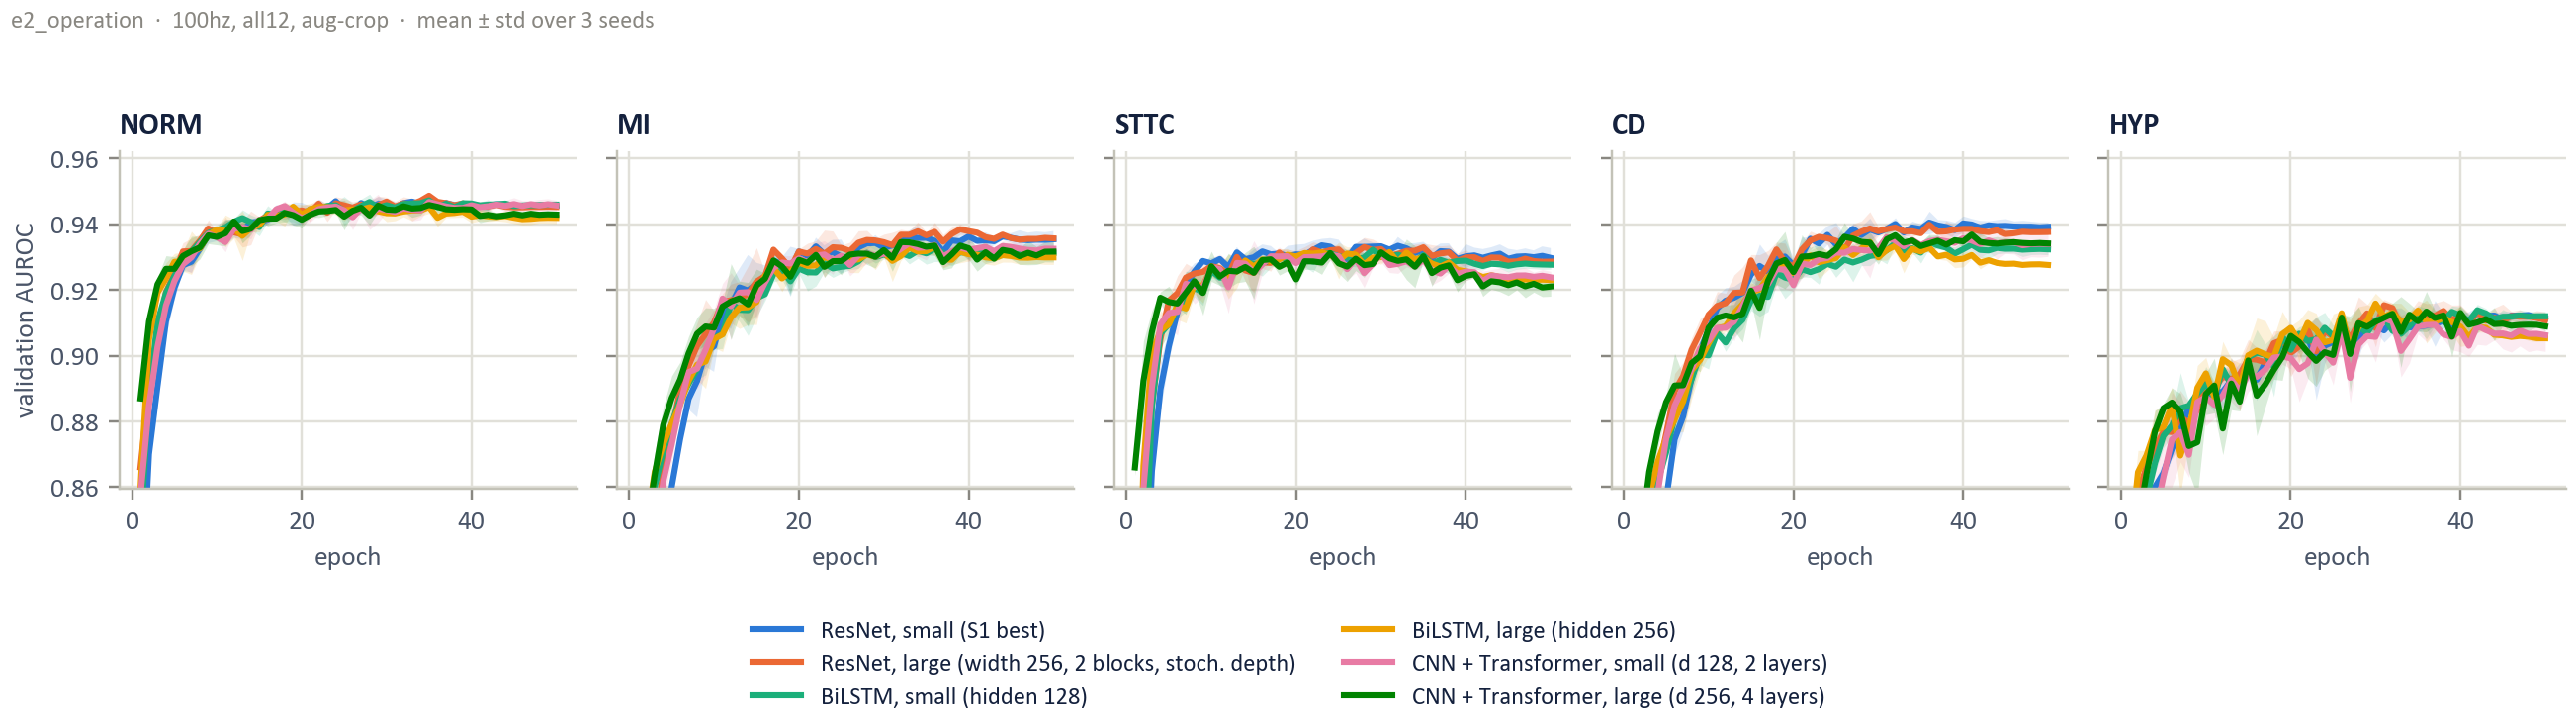 e2_operation · 100hz, all12, aug-crop · mean ± std over 3 seeds
NORM MI STTC CD HYP
validation AUROC
0.96
0.94
0.92
0.90
0.88
0.86
0 20 40 0 20 40 0 20 40 0 20 40 0 20 40
epoch epoch epoch epoch epoch
ResNet, small (S1 best)
ResNet, large (width 256, 2 blocks, stoch. depth)
BiLSTM, small (hidden 128)
BiLSTM, large (hidden 256)
CNN + Transformer, small (d 128, 2 layers)
CNN + Transformer, large (d 256, 4 layers)